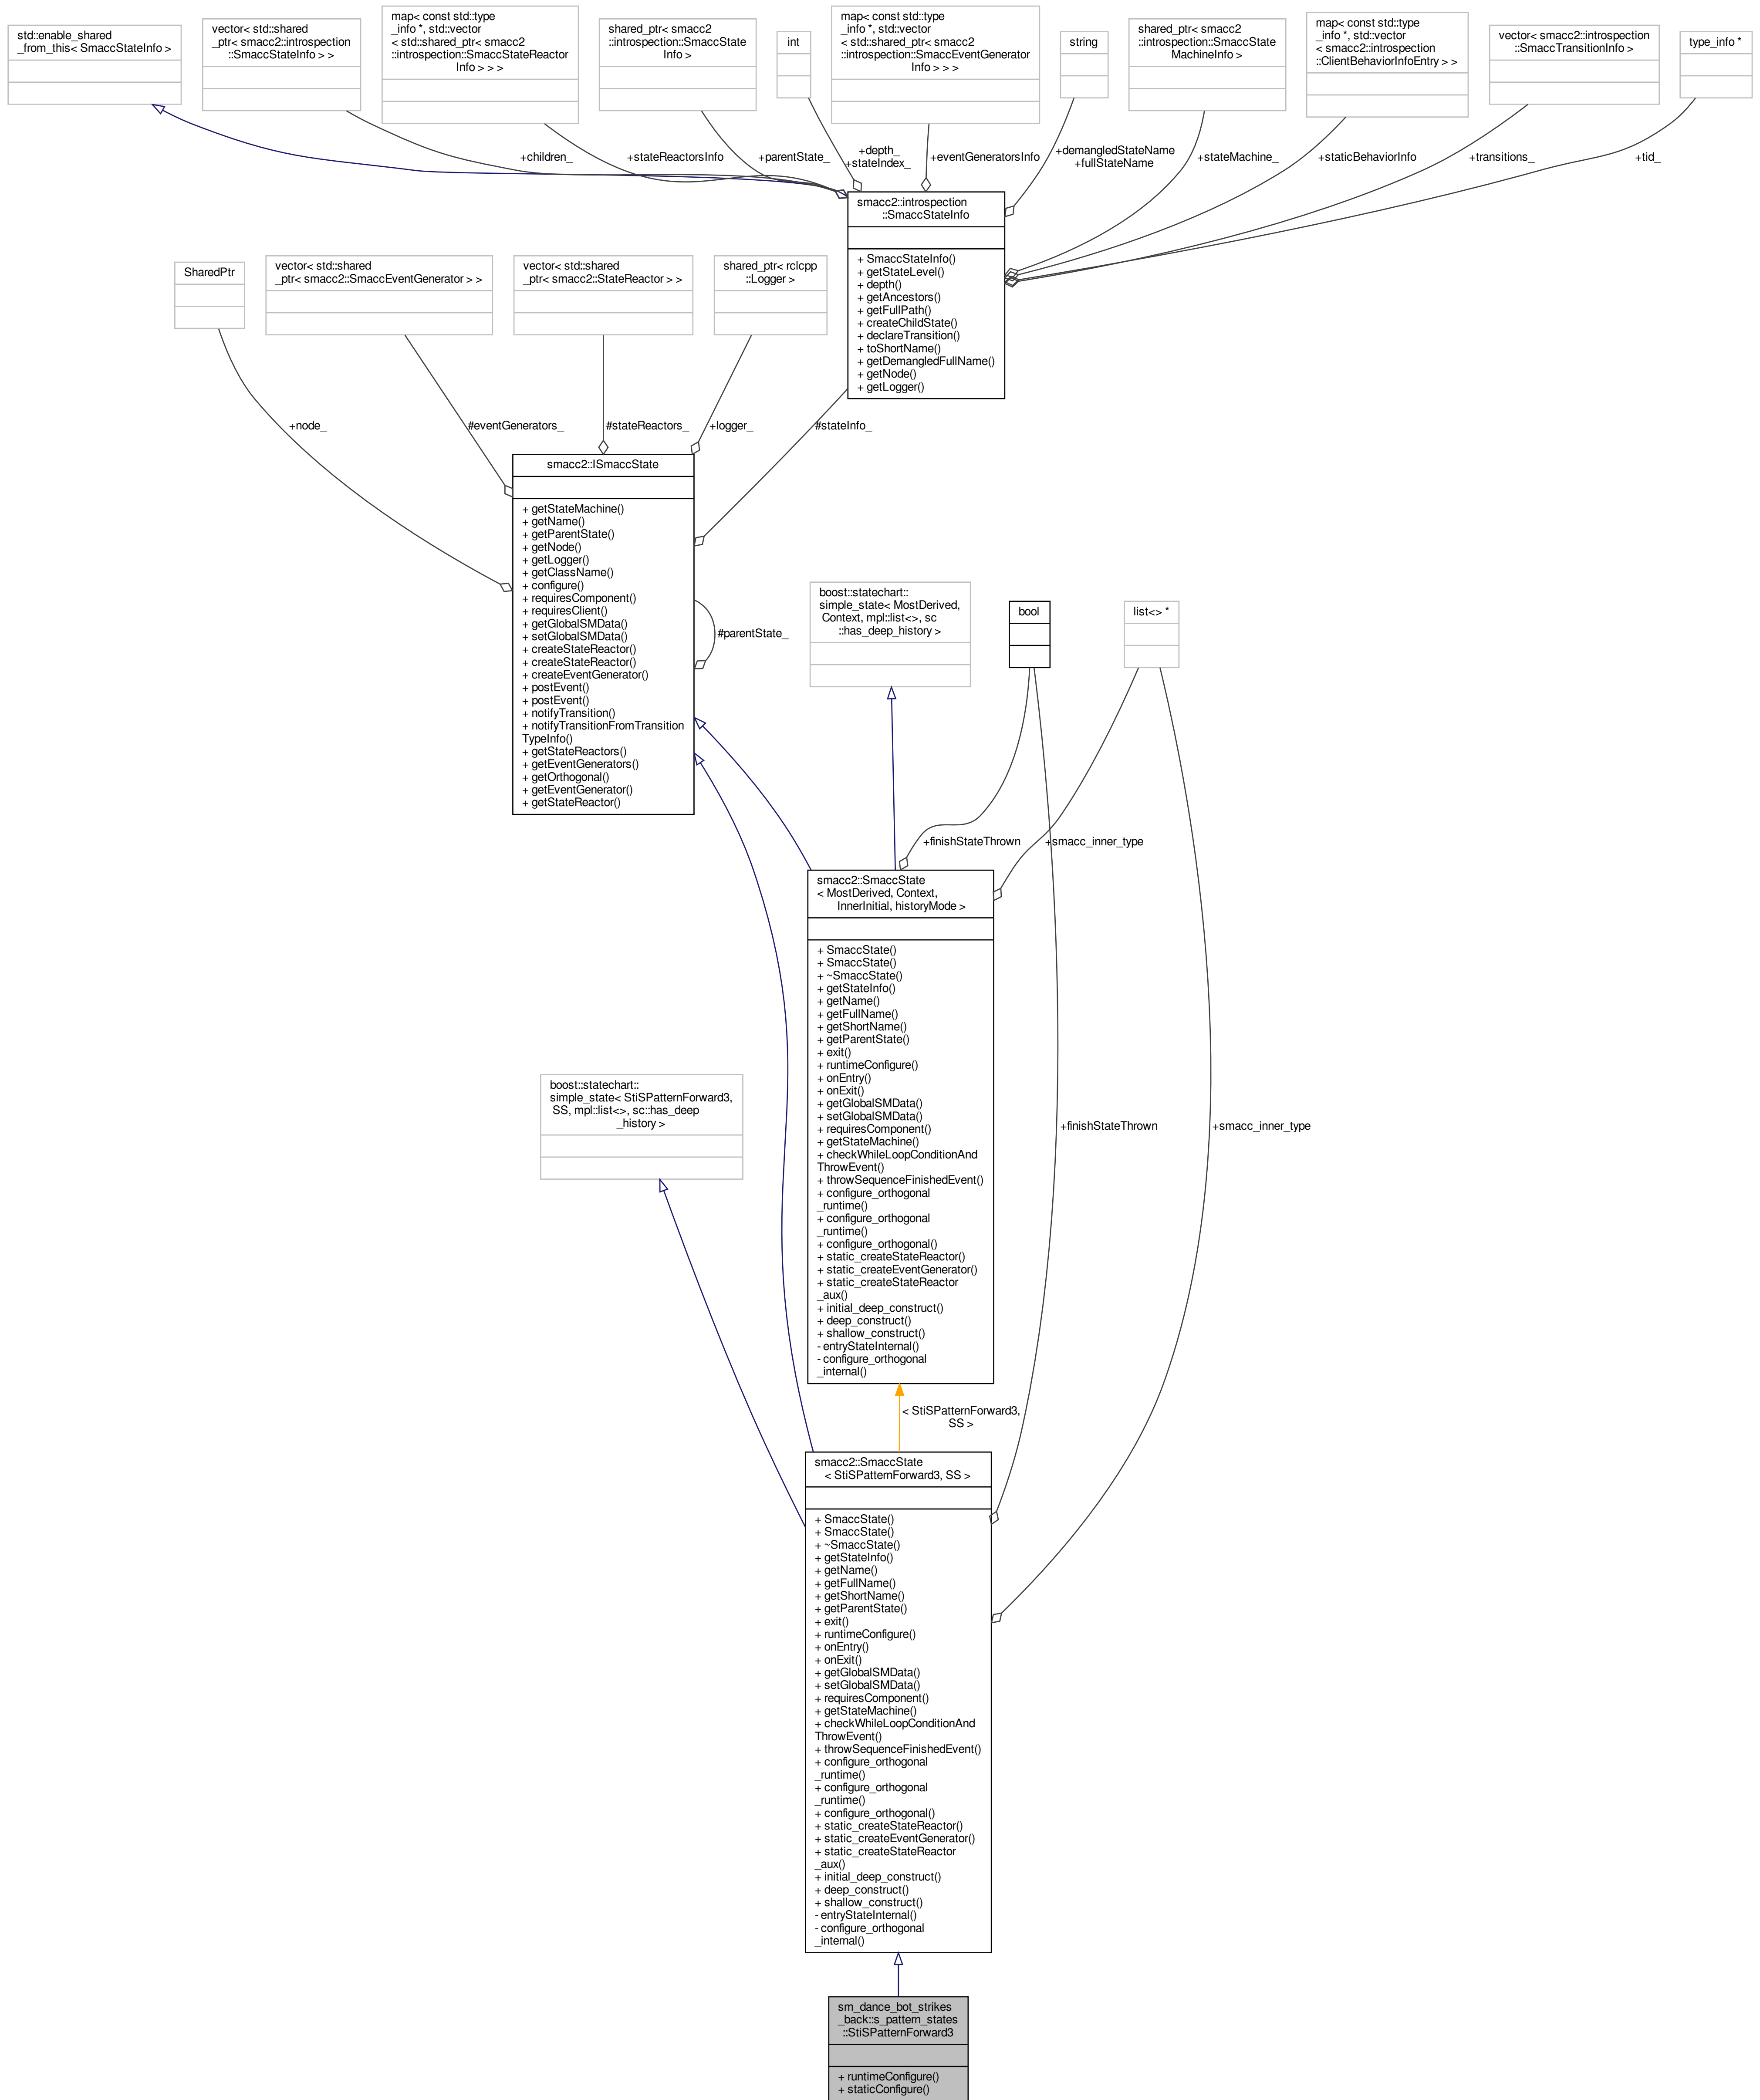 std::enable_shared
_from_this< SmaccStateInfo >
vector< std::shared
_ptr< smacc2::introspection
::SmaccStateInfo > >
map< const std::type
_info *, std::vector
< std::shared_ptr< smacc2
::introspection::SmaccStateReactor
Info > > >
shared_ptr< smacc2
::introspection::SmaccState
Info >
int
map< const std::type
_info *, std::vector
< std::shared_ptr< smacc2
::introspection::SmaccEventGenerator
Info > > >
string
shared_ptr< smacc2
::introspection::SmaccState
MachineInfo >
map< const std::type
_info *, std::vector
< smacc2::introspection
::ClientBehaviorInfoEntry > >
vector< smacc2::introspection
::SmaccTransitionInfo >
type_info *
+children_
+stateReactorsInfo
+parentState_
+depth_
+stateIndex_
+eventGeneratorsInfo
+demangledStateName
+fullStateName
+stateMachine_
+staticBehaviorInfo
+transitions_
+tid_
smacc2::introspection
::SmaccStateInfo
+ SmaccStateInfo()
+ getStateLevel()
+ depth()
+ getAncestors()
+ getFullPath()
+ createChildState()
+ declareTransition()
+ toShortName()
+ getDemangledFullName()
+ getNode()
+ getLogger()
SharedPtr
vector< std::shared
_ptr< smacc2::SmaccEventGenerator > >
vector< std::shared
_ptr< smacc2::StateReactor > >
shared_ptr< rclcpp
::Logger >
+node_
#eventGenerators_
#stateReactors_
+logger_
#stateInfo_
smacc2::ISmaccState
+ getStateMachine()
+ getName()
+ getParentState()
+ getNode()
+ getLogger()
+ getClassName()
+ configure()
+ requiresComponent()
+ requiresClient()
+ getGlobalSMData()
+ setGlobalSMData()
+ createStateReactor()
+ createStateReactor()
+ createEventGenerator()
+ postEvent()
+ postEvent()
+ notifyTransition()
+ notifyTransitionFromTransition
TypeInfo()
+ getStateReactors()
+ getEventGenerators()
+ getOrthogonal()
+ getEventGenerator()
+ getStateReactor()
#parentState_
boost::statechart::
simple_state< MostDerived,
Context, mpl::list<>, sc
::has_deep_history >
bool
list<> *
+finishStateThrown
+smacc_inner_type
smacc2::SmaccState
< MostDerived, Context,
InnerInitial, historyMode >
+ SmaccState()
+ SmaccState()
+ ~SmaccState()
+ getStateInfo()
+ getName()
+ getFullName()
+ getShortName()
+ getParentState()
+ exit()
+ runtimeConfigure()
+ onEntry()
+ onExit()
+ getGlobalSMData()
+ setGlobalSMData()
+ requiresComponent()
+ getStateMachine()
+ checkWhileLoopConditionAnd
ThrowEvent()
+ throwSequenceFinishedEvent()
+ configure_orthogonal
_runtime()
+ configure_orthogonal
_runtime()
+ configure_orthogonal()
+ static_createStateReactor()
+ static_createEventGenerator()
+ static_createStateReactor
_aux()
+ initial_deep_construct()
+ deep_construct()
+ shallow_construct()
- entryStateInternal()
- configure_orthogonal
_internal()
boost::statechart::
simple_state< StiSPatternForward3,
SS, mpl::list<>, sc::has_deep
_history >
+finishStateThrown
+smacc_inner_type
< StiSPatternForward3,
SS >
smacc2::SmaccState
< StiSPatternForward3, SS >
+ SmaccState()
+ SmaccState()
+ ~SmaccState()
+ getStateInfo()
+ getName()
+ getFullName()
+ getShortName()
+ getParentState()
+ exit()
+ runtimeConfigure()
+ onEntry()
+ onExit()
+ getGlobalSMData()
+ setGlobalSMData()
+ requiresComponent()
+ getStateMachine()
+ checkWhileLoopConditionAnd
ThrowEvent()
+ throwSequenceFinishedEvent()
+ configure_orthogonal
_runtime()
+ configure_orthogonal
_runtime()
+ configure_orthogonal()
+ static_createStateReactor()
+ static_createEventGenerator()
+ static_createStateReactor
_aux()
+ initial_deep_construct()
+ deep_construct()
+ shallow_construct()
- entryStateInternal()
- configure_orthogonal
_internal()
sm_dance_bot_strikes
_back::s_pattern_states
::StiSPatternForward3
+ runtimeConfigure()
+ staticConfigure()